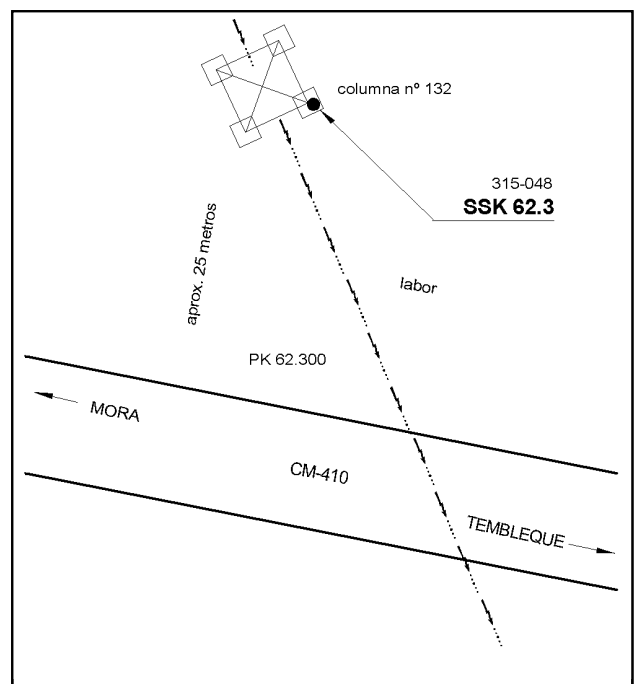 columna nº 132
315-048
SSK 62.3
aprox. 25 metros
labor
PK 62.300
MORA
CM-410
TEMBLEQUE